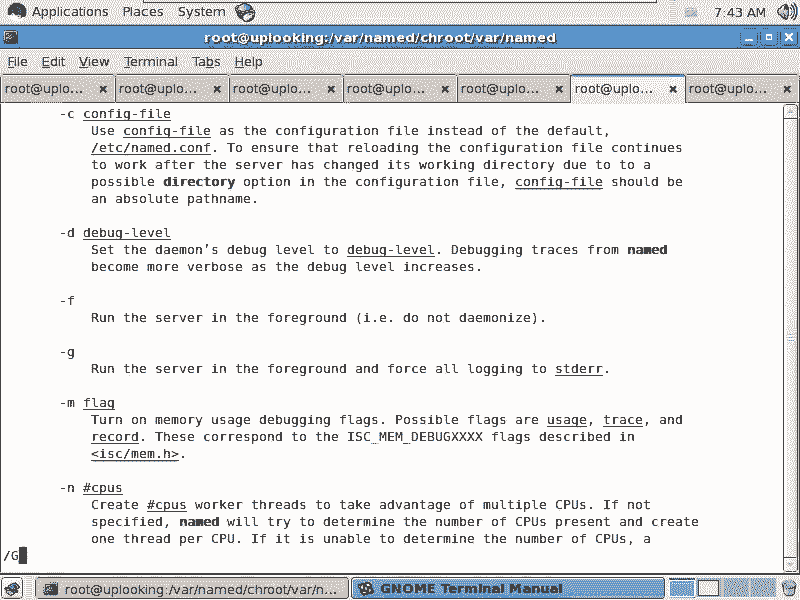 Applications Places System 7:43 AM
root@uplooking:/var/named/chroot/var/named
File Edit View Terminal Tabs Help
root@uplo... root@uplo... root@uplo... root@uplo... root@uplo... root@uplo... root@uplo...
-c config-file
Use config-file as the configuration file instead of the default,
/etc/named.conf. To ensure that reloading the configuration file continues
to work after the server has changed its working directory due to to a
possible directory option in the configuration file, config-file should be
an absolute pathname.
-d debug-level
Set the daemon’s debug level to debug-level. Debugging traces from named
become more verbose as the debug level increases.
-f
Run the server in the foreground (i.e. do not daemonize).
-g
Run the server in the foreground and force all logging to stderr.
-m flag
Turn on memory usage debugging flags. Possible flags are usage, trace, and
record. These correspond to the ISC_MEM_DEBUGXXXX flags described in
<isc/mem.h>.
-n #cpus
Create #cpus worker threads to take advantage of multiple CPUs. If not
specified, named will try to determine the number of CPUs present and create
one thread per CPU. If it is unable to determine the number of CPUs, a
/G
root@uplooking:/var/named/chroot/var/n... GNOME Terminal Manual